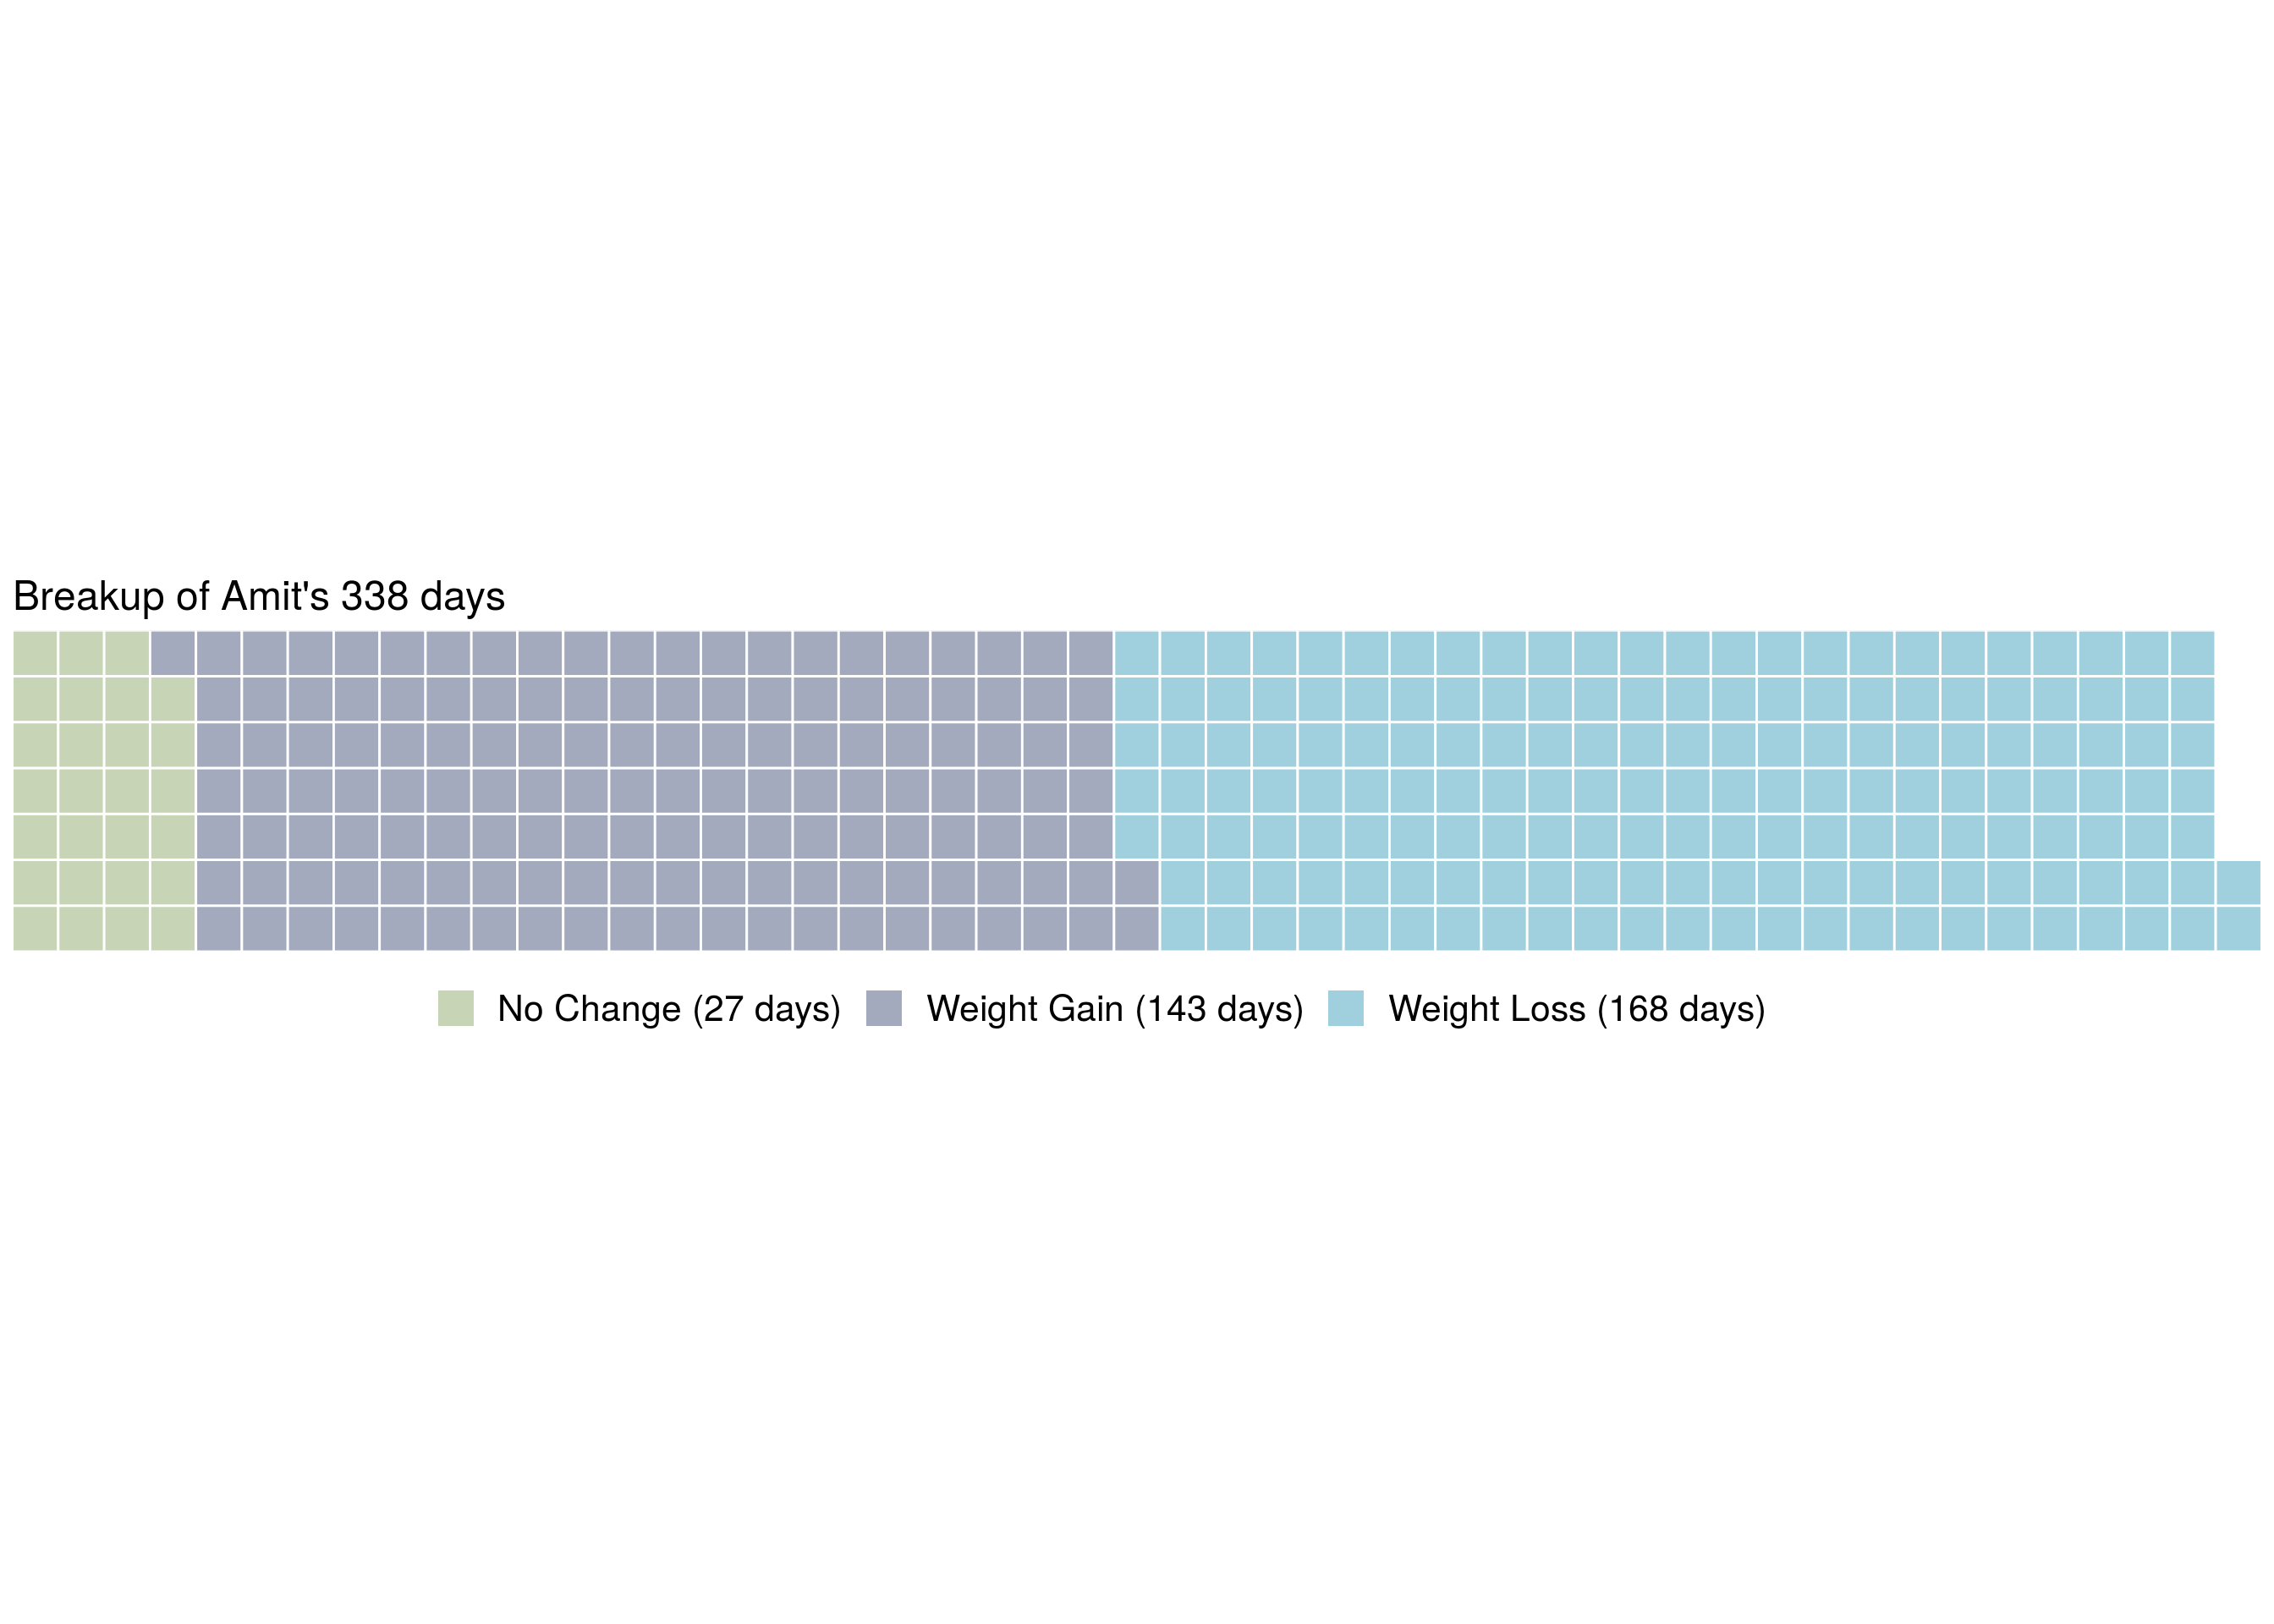 Breakup of Amit's 338 days
No Change (27 days) Weight Gain (143 days) Weight Loss (168 days)